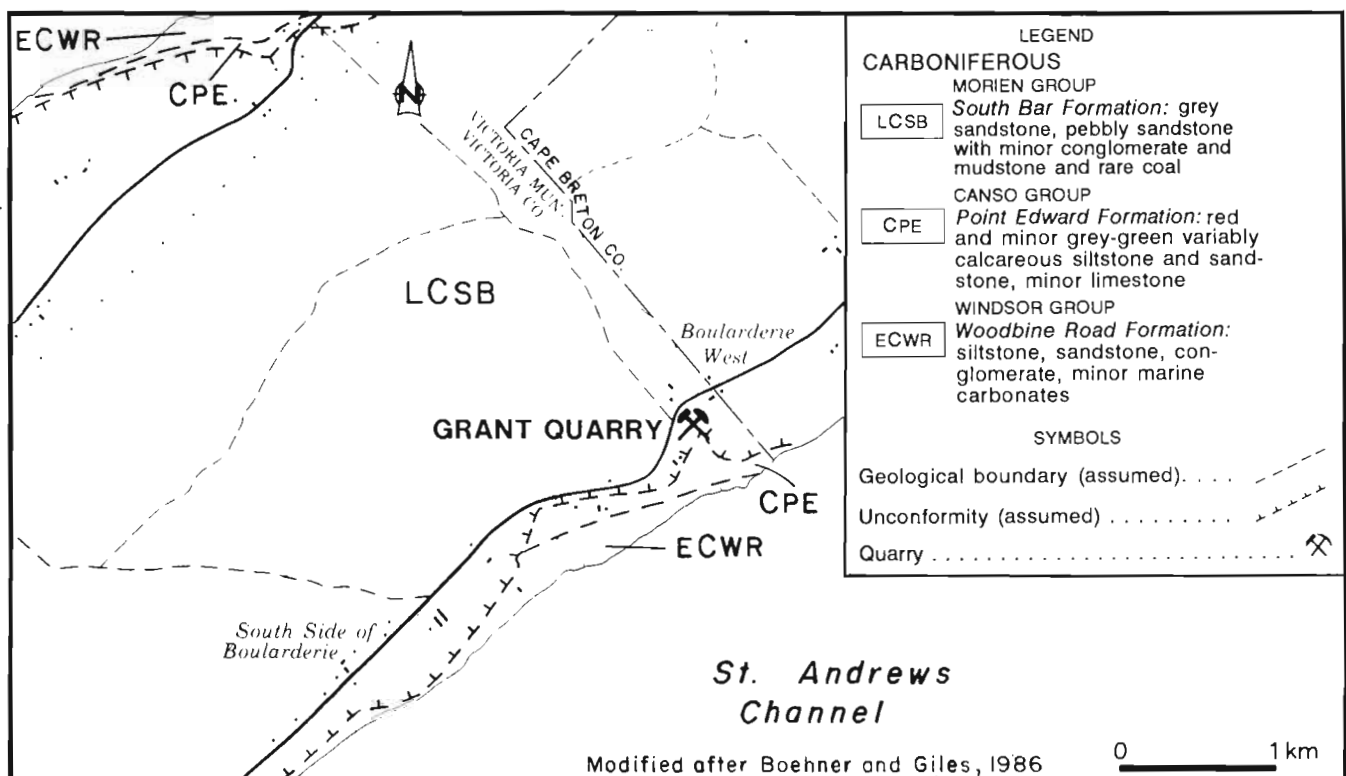 ECWR
CPE
N
VICTORIA MUN.
VICTORIA CO.
CAPE BRETON CO.
LCSB
Boularderie
West
GRANT QUARRY
CPE
ECWR
South Side of
Boularderie
St. Andrews
Channel
Modified after Boehner and Giles, 1986
0 1 km
LEGEND
CARBONIFEROUS
MORIEN GROUP
LCSB South Bar Formation: grey
sandstone, pebbly sandstone
with minor conglomerate and
mudstone and rare coal
CANSO GROUP
CPE Point Edward Formation: red
and minor grey-green variably
calcareous siltstone and sand-
stone, minor limestone
WINDSOR GROUP
ECWR Woodbine Road Formation:
siltstone, sandstone, con-
glomerate, minor marine
carbonates
SYMBOLS
Geological boundary (assumed). . . .
Unconformity (assumed) . . . . . . . . .
Quarry . . . . . . . . . . . . . . . . . . . . . . . . . . .